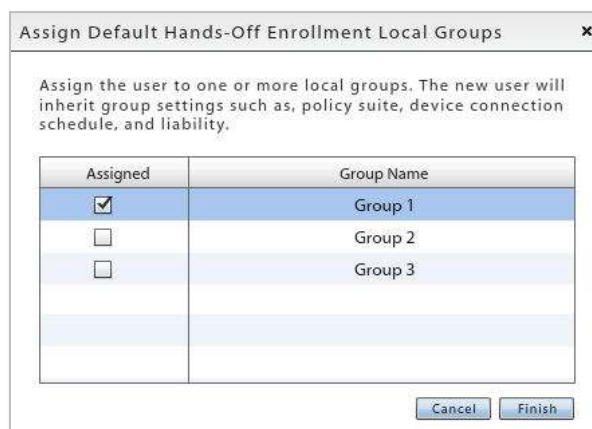 Assign Default Hands-Off Enrollment Local Groups
Assign the user to one or more local groups. The new user will
inherit group settings such as, policy suite, device connection
schedule, and liability.
Assigned Group Name
Group 1
Group 2
Group 3
Cancel Finish